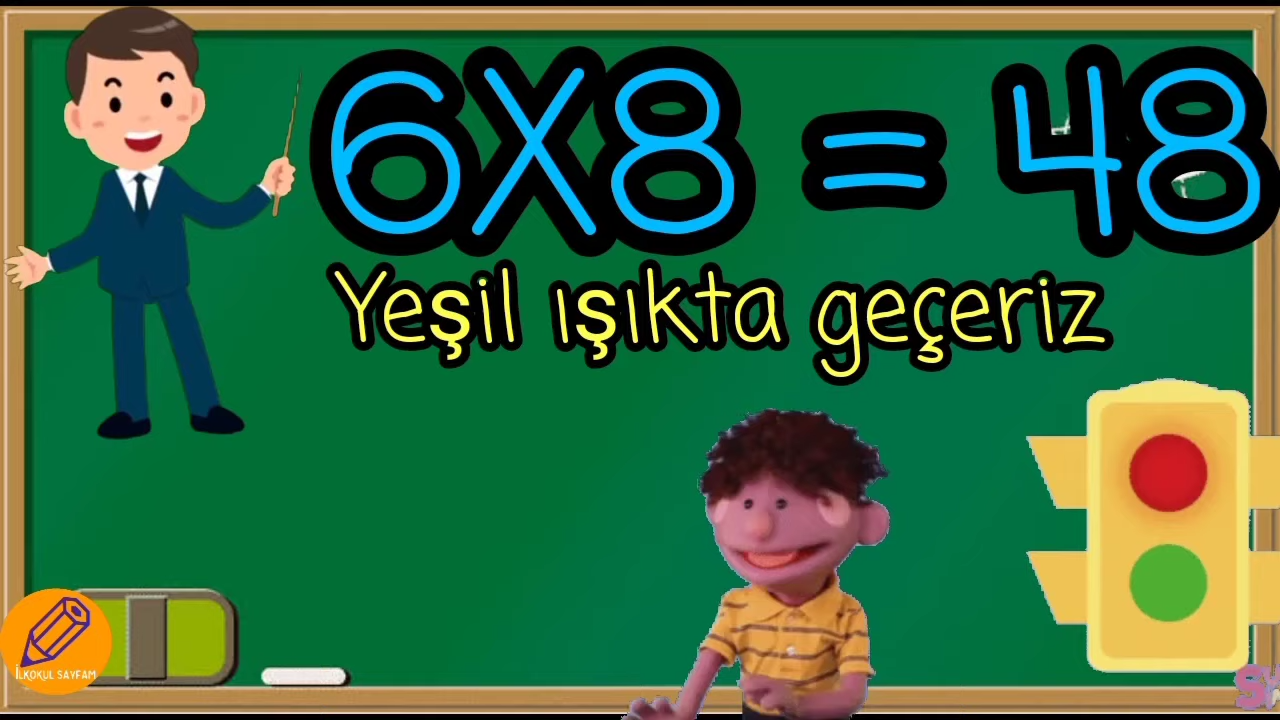 6X8 = 48
Yeşil ışıkta geçeriz
İLKOKUL SAYFAM